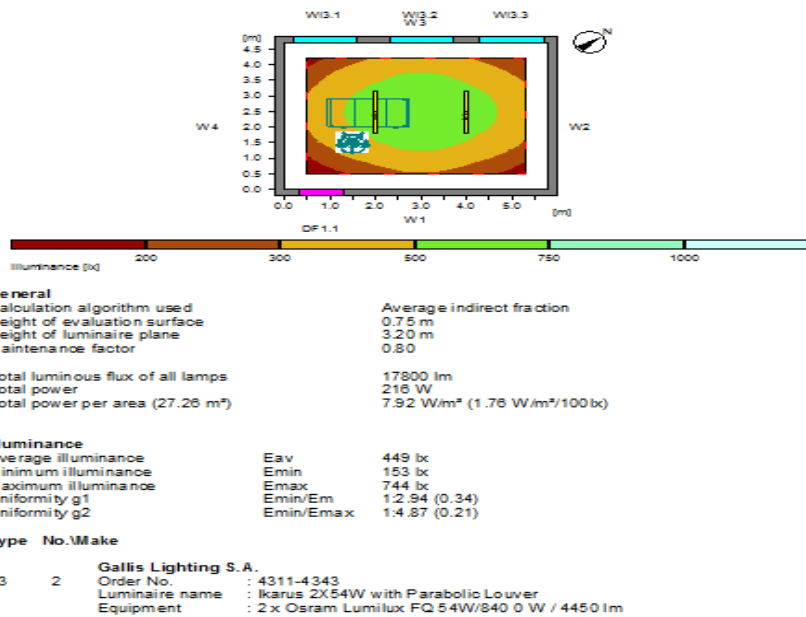 WI3.1 WI3.2 WI3.3
W3
[m]
N
4.5
4.0
3.5
3.0
2.5
2.0
1.5
1.0
0.5
0.0
W4
W2
0.0 1.0 2.0 3.0 4.0 5.0 [m]
W1
DF1.1
Illuminance [lx] 200 300 500 750 1000
eneral
alculation algorithm used Average indirect fraction
eight of evaluation surface 0.75 m
eight of luminaire plane 3.20 m
aintenance factor 0.80
otal luminous flux of all lamps 17800 lm
otal power 216 W
otal power per area (27.26 m²) 7.92 W/m² (1.76 W/m²/100lx)
luminance
verage illuminance Eav 449 lx
inimum illuminance Emin 153 lx
aximum illuminance Emax 744 lx
niformity g1 Emin/Em 1:2.94 (0.34)
niformity g2 Emin/Emax 1:4.87 (0.21)
ype No.\Make
Gallis Lighting S.A.
3 2 Order No. : 4311-4343
Luminaire name : Ikarus 2X54W with Parabolic Louver
Equipment : 2 x Osram Lumilux FQ 54W/840 0 W / 4450 lm